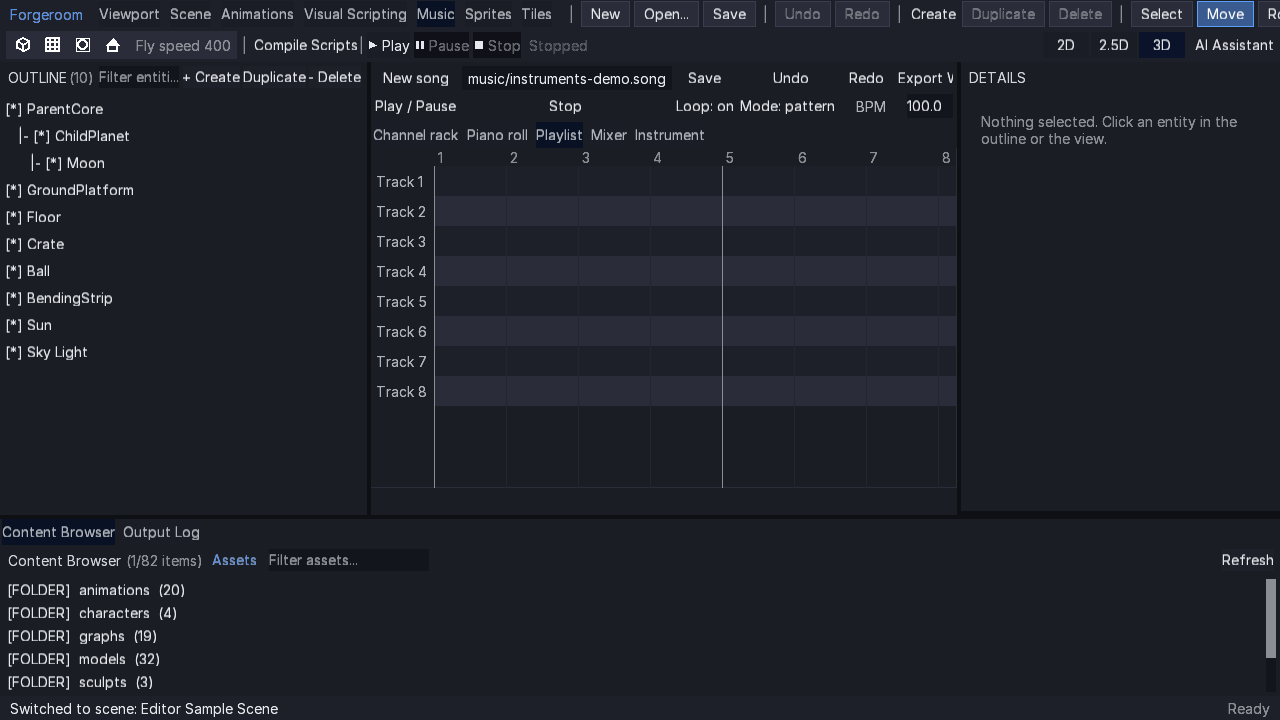 Forgeroom Viewport Scene Animations Visual Scripting Music Sprites Tiles | New Open... Save | Undo Redo | Create Duplicate Delete | Select Move
Fly speed 400 | Compile Scripts | Play Pause Stop Stopped 2D 2.5D 3D AI Assistant
OUTLINE (10) Filter entiti... + Create Duplicate - Delete
[*] ParentCore
|- [*] ChildPlanet
|- [*] Moon
[*] GroundPlatform
[*] Floor
[*] Crate
[*] Ball
[*] BendingStrip
[*] Sun
[*] Sky Light
New song music/instruments-demo.song Save Undo Redo Export
Play / Pause Stop Loop: on Mode: pattern BPM 100.0
Channel rack Piano roll Playlist Mixer Instrument
1 2 3 4 5 6 7 8
Track 1
Track 2
Track 3
Track 4
Track 5
Track 6
Track 7
Track 8
DETAILS
Nothing selected. Click an entity in the
outline or the view.
Content Browser Output Log
Content Browser (1/82 items) Assets Filter assets... Refresh
[FOLDER] animations (20)
[FOLDER] characters (4)
[FOLDER] graphs (19)
[FOLDER] models (32)
[FOLDER] sculpts (3)
Switched to scene: Editor Sample Scene Ready